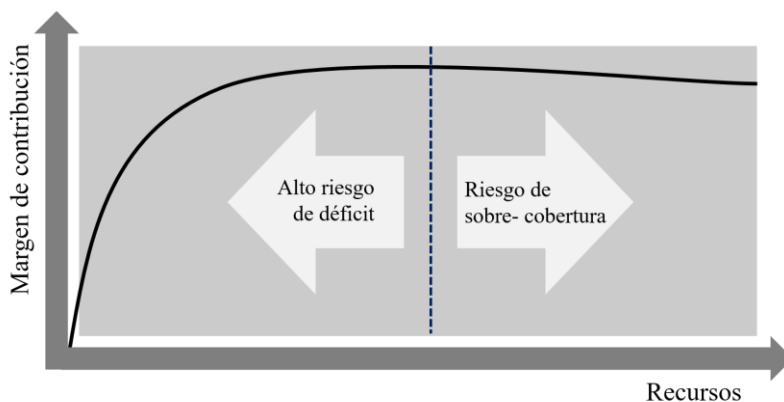 Margen de contribución
Alto riesgo
de déficit
Riesgo de
sobre- cobertura
Recursos